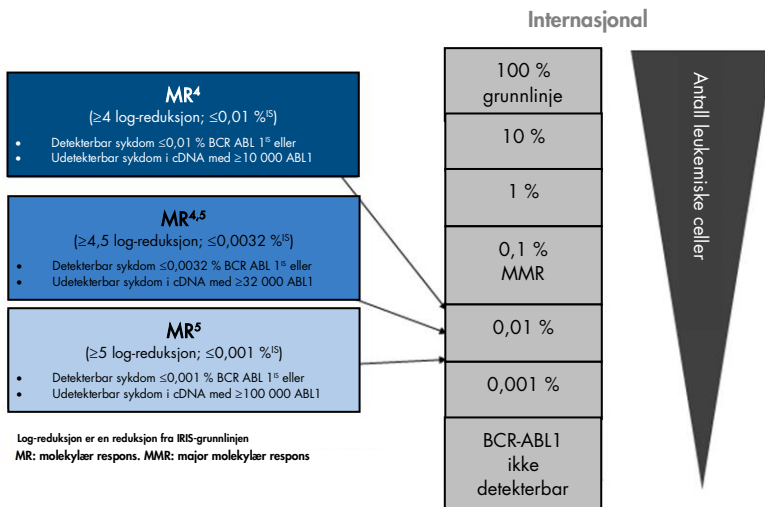 Internasjonal
MR⁴
(≥4 log-reduksjon; ≤0,01 %ᴵˢ)
• Detekterbar sykdom ≤0,01 % BCR ABL 1ᴵˢ eller
• Udetekterbar sykdom i cDNA med ≥10 000 ABL1
MR⁴,⁵
(≥4,5 log-reduksjon; ≤0,0032 %ᴵˢ)
• Detekterbar sykdom ≤0,0032 % BCR ABL 1ᴵˢ eller
• Udetekterbar sykdom i cDNA med ≥32 000 ABL1
MR⁵
(≥5 log-reduksjon; ≤0,001 %ᴵˢ)
• Detekterbar sykdom ≤0,001 % BCR ABL 1ᴵˢ eller
• Udetekterbar sykdom i cDNA med ≥100 000 ABL1
Log-reduksjon er en reduksjon fra IRIS-grunnlinjen
MR: molekylær respons. MMR: major molekylær respons
100 %
grunnlinje
10 %
1 %
0,1 %
MMR
0,01 %
0,001 %
BCR-ABL1
ikke
detekterbar
Antall leukemiske celler